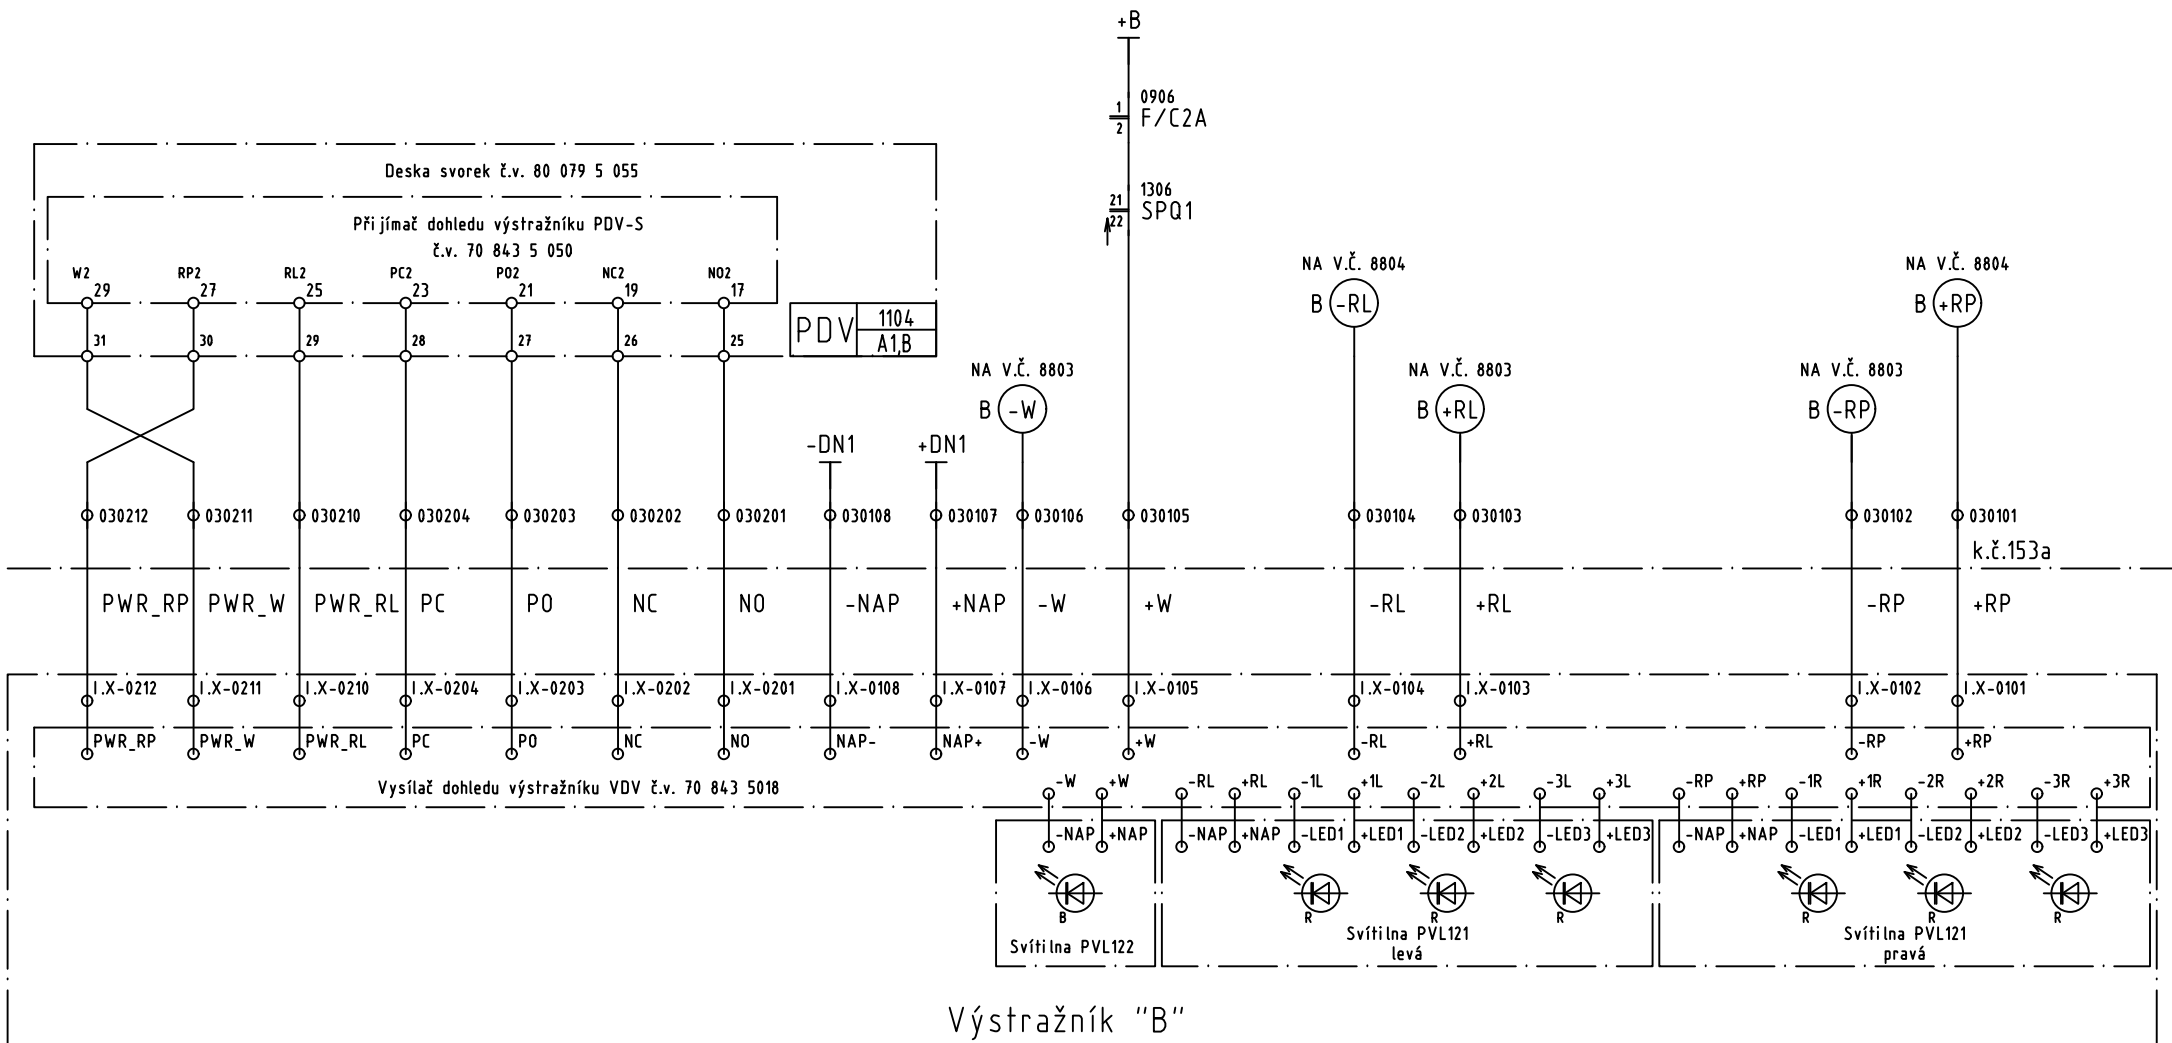 +B
1 0906
2 F/C2A
21 1306
22 SPQ1
Deska svorek č.v. 80 079 5 055
Přijímač dohledu výstražníku PDV-S
č.v. 70 843 5 050
W2 RP2 RL2 PC2 PO2 NC2 NO2
29 27 25 23 21 19 17
PDV 1104
A1,B
31 30 29 28 27 26 25
NA V.Č. 8804 NA V.Č. 8804
B -RL B +RP
NA V.Č. 8803 NA V.Č. 8803 NA V.Č. 8803
B -W B +RL B -RP
-DN1 +DN1
030212 030211 030210 030204 030203 030202 030201 030108 030107 030106 030105 030104 030103 030102 030101
k.č.153a
PWR_RP PWR_W PWR_RL PC PO NC NO -NAP +NAP -W +W -RL +RL -RP +RP
I.X-0212 I.X-0211 I.X-0210 I.X-0204 I.X-0203 I.X-0202 I.X-0201 I.X-0108 I.X-0107 I.X-0106 I.X-0105 I.X-0104 I.X-0103 I.X-0102 I.X-0101
PWR_RP PWR_W PWR_RL PC PO NC NO NAP- NAP+ -W +W -RL +RL -RP +RP
Vysílač dohledu výstražníku VDV č.v. 70 843 5018
-W +W -RL +RL -1L +1L -2L +2L -3L +3L -RP +RP -1R +1R -2R +2R -3R +3R
-NAP +NAP -NAP +NAP -LED1 +LED1 -LED2 +LED2 -LED3 +LED3 -NAP +NAP -LED1 +LED1 -LED2 +LED2 -LED3 +LED3
B R R R R R R
Svítilna PVL122
Svítilna PVL121
levá
Svítilna PVL121
pravá
Výstražník "B"